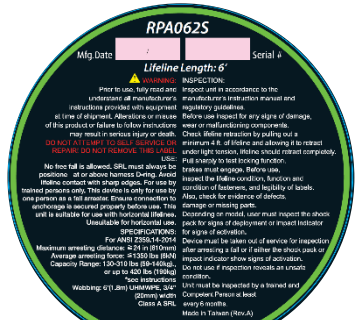 RPA062S
Mfg.Date
Serial #
Lifeline Length: 6'
WARNING:
Prior to use, fully read and
understand all manufacturer's
instructions provided with equipment
at time of shipment. Alterations or misuse
of this product or failure to follow instructions
may result in serious injury or death.
DO NOT ATTEMPT TO SELF SERVICE OR
REPAIR: DO NOT REMOVE THIS LABEL
USE:
No free fall is allowed. SRL must always be
positione at or above harness D-ring. Avoid
lifeline contact with sharp edges. For use by
trained persons only. This device is only for use by
one person as a fall arrester. Ensure connection to
anchorage is secured properly before use. This
unit is suitable for use with horizontal lifelines.
Unsuitable for horizontal use.
SPECIFICATIONS:
For ANSI Z359.14-2014
Maximum arresting distance: ≤24 in (610mm)
Average arresting force: ≤1350 lbs (6kN)
Capacity Range: 130-310 lbs (59-140kg).,
or up to 420 lbs (190kg)
*see instructions
Webbing: 6'(1.8m) UHMWPE, 3/4"
(20mm) width
Class A SRL
INSPECTION:
Inspect unit in accordance to the
manufacturer's instruction manual and
regulatory guidelines.
Before use inspect for any signs of damage,
wear or malfunctioning components.
Check lifeline retraction by pulling out a
minimum 4 ft. of lifeline and allowing it to retract
under light tension, lifeline should retract completely.
Pull sharply to test locking function,
brakes must engage. Before use,
inspect the lifeline condition, function and
condition of fasteners, and legibility of labels.
Also, check for evidence of defects,
damage or missing parts.
Depending on model, user must inspect the shock
pack for signs of deployment or impact indicator
for signs of activation.
Device must be taken out of service for inspection
after arresting a fall or if either the shock pack or
impact indicator show signs of activation.
Do not use if inspection reveals an unsafe
condition.
Unit must be inspected by a trained and
Competent Person at least
every 6 months.
Made in Taiwan (Rev.A)